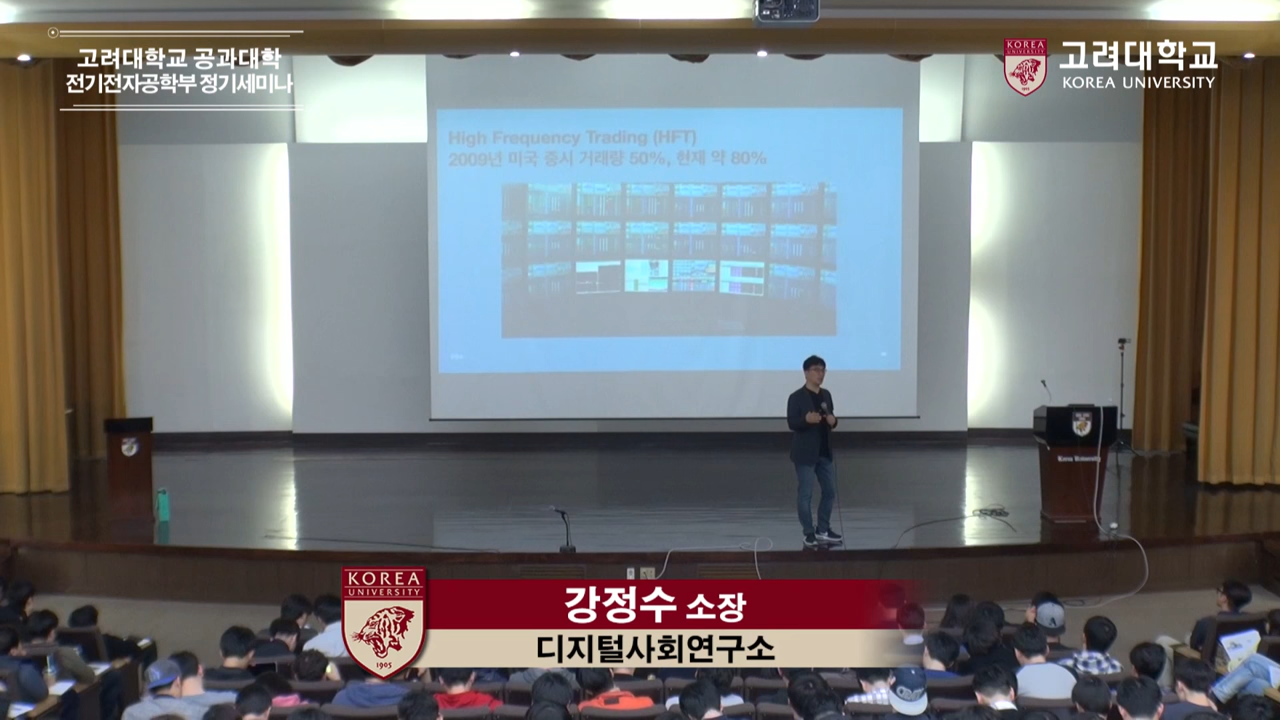 고려대학교 공과대학
전기전자공학부 정기세미나
KOREA
UNIVERSITY
1905
고려대학교
KOREA UNIVERSITY
High Frequency Trading (HFT)
2009년 미국 증시 거래량 50%, 현재 약 80%
Korea University
KOREA
UNIVERSITY
1905
강정수 소장
디지털사회연구소